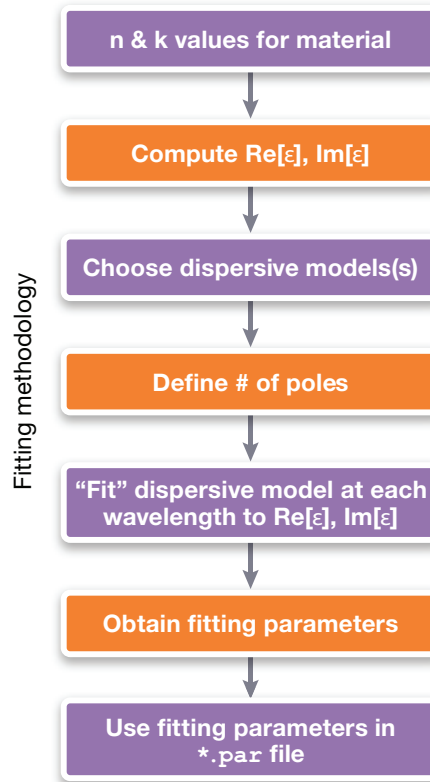 Fitting methodology
n & k values for material
Compute Re[ε], Im[ε]
Choose dispersive models(s)
Define # of poles
“Fit” dispersive model at each
wavelength to Re[ε], Im[ε]
Obtain fitting parameters
Use fitting parameters in
*.par file